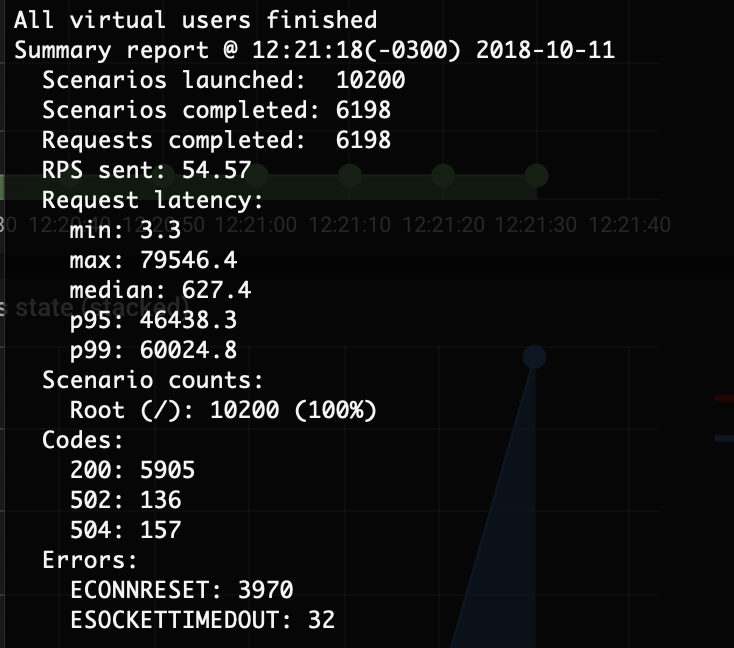 All virtual users finished
Summary report @ 12:21:18(-0300) 2018-10-11
Scenarios launched: 10200
Scenarios completed: 6198
Requests completed: 6198
RPS sent: 54.57
Request latency:
30 12:20:40 12:20:50 12:21:00 12:21:10 12:21:20 12:21:30 12:21:40
min: 3.3
max: 79546.4
median: 627.4
s state (stacked)
p95: 46438.3
p99: 60024.8
Scenario counts:
Root (/): 10200 (100%)
Codes:
200: 5905
502: 136
504: 157
Errors:
ECONNRESET: 3970
ESOCKETTIMEDOUT: 32